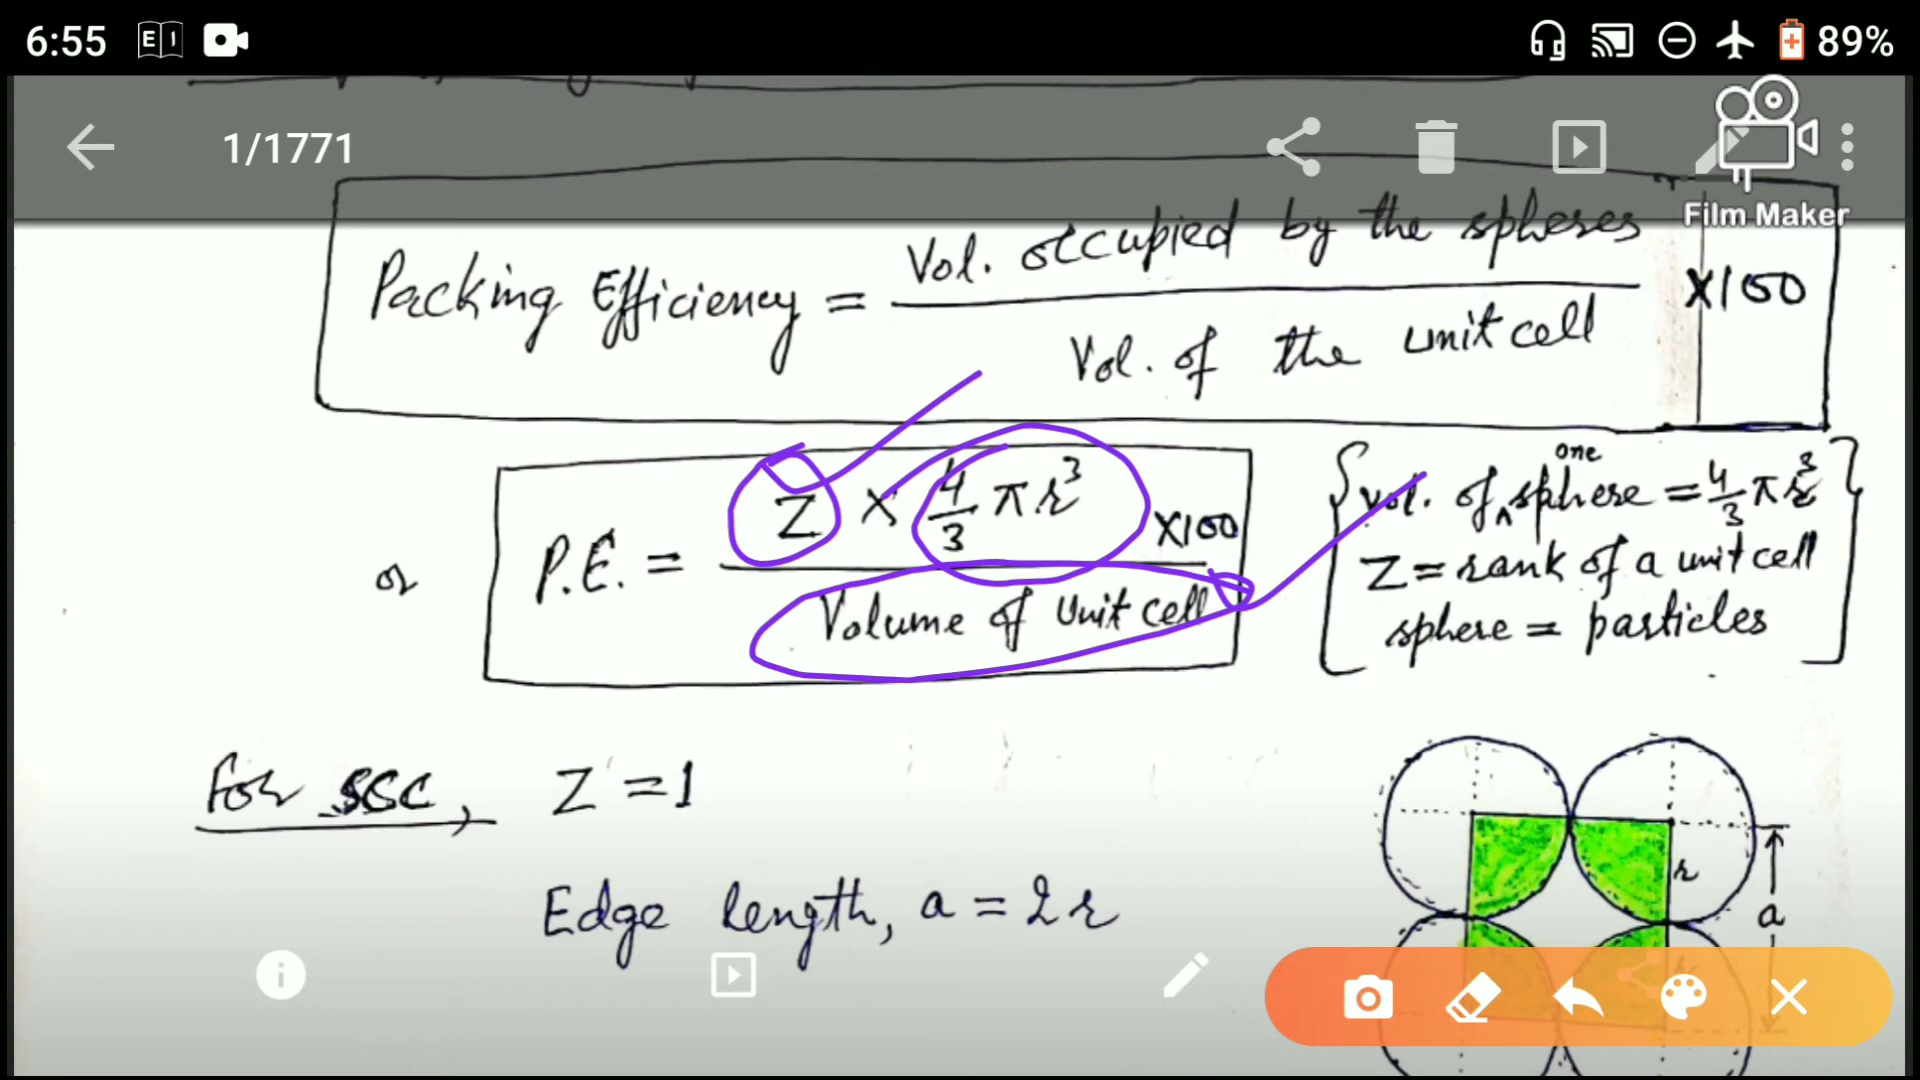 6:55
89%
1/1771
Film Maker
Packing Efficiency = Vol. occupied by the spheres / Vol. of the unit cell X100
or P.E. = Z X 4/3 πr³ X100 / Volume of unit cell
{ Vol. of one sphere = 4/3 πr³
Z = rank of a unit cell
sphere = particles }
For SCC, Z = 1
Edge length, a = 2r
r
a